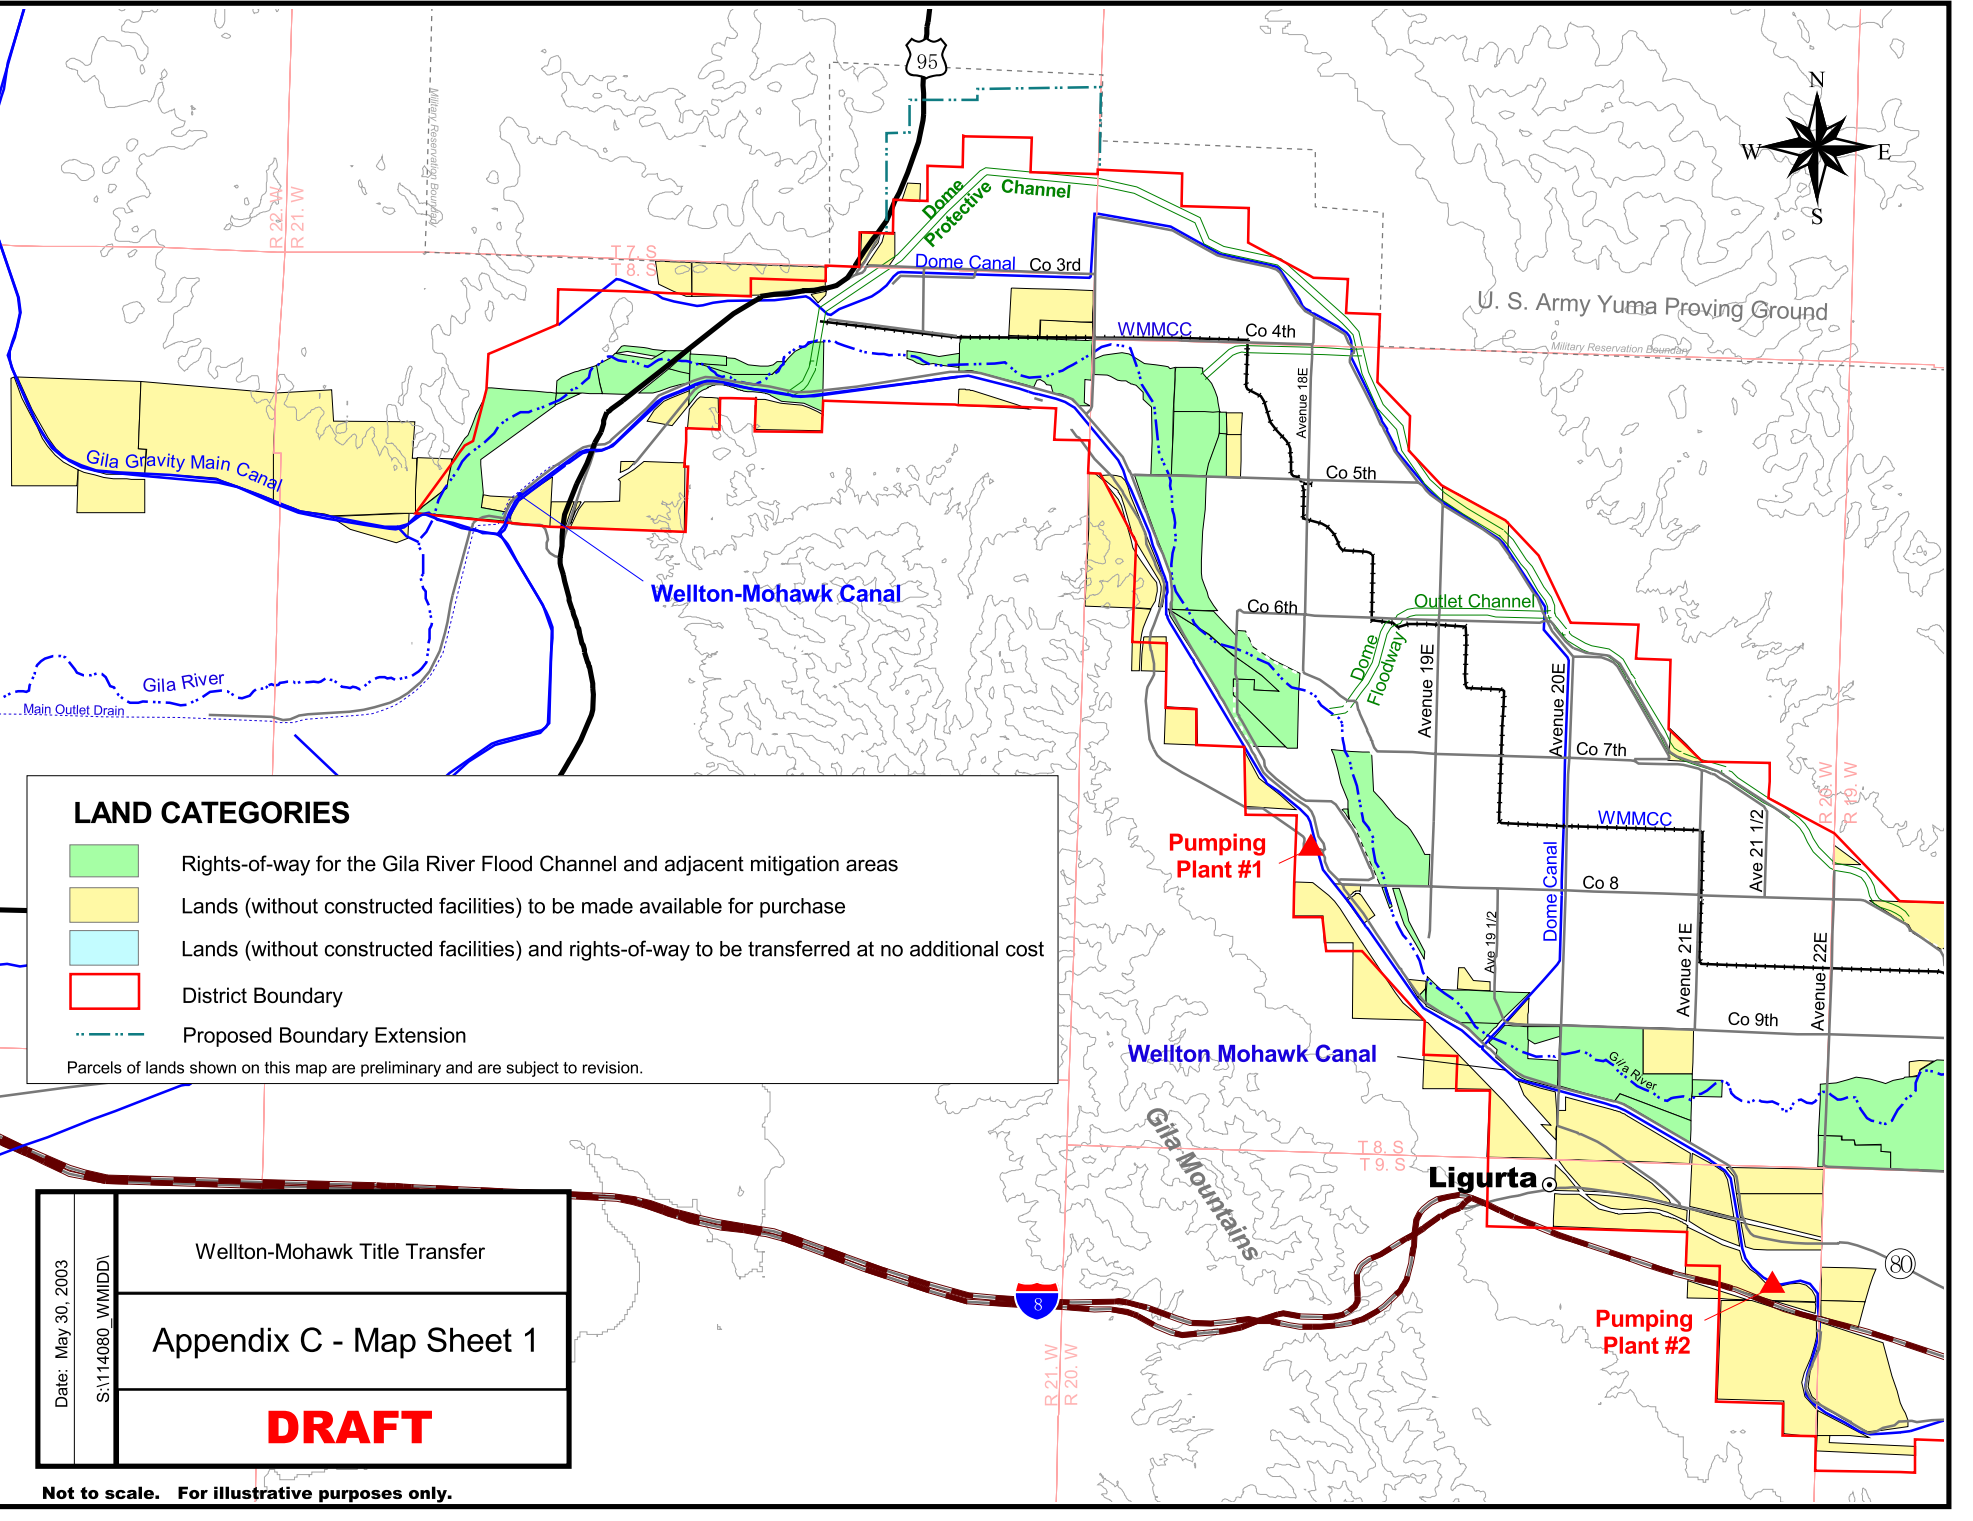 95
N
W
E
S
Military Reservation Boundary
R 22. W
R 21. W
T 7. S
T 8. S
Dome
Protective
Channel
Dome Canal
Co 3rd
U. S. Army Yuma Proving Ground
Military Reservation Boundary
WMMCC
Co 4th
Avenue 18E
Co 5th
Gila Gravity Main Canal
Wellton-Mohawk Canal
Co 6th
Outlet Channel
Dome
Floodway
Avenue 19E
Avenue 20E
Gila River
Main Outlet Drain
Co 7th
R 20. W
R 19. W
WMMCC
Ave 21 1/2
Pumping
Plant #1
Co 8
Dome Canal
Ave 19 1/2
Avenue 21E
Avenue 22E
Co 9th
Wellton Mohawk Canal
Gila River
LAND CATEGORIES
Rights-of-way for the Gila River Flood Channel and adjacent mitigation areas
Lands (without constructed facilities) to be made available for purchase
Lands (without constructed facilities) and rights-of-way to be transferred at no additional cost
District Boundary
Proposed Boundary Extension
Parcels of lands shown on this map are preliminary and are subject to revision.
Gila Mountains
T 8. S
T 9. S
Ligurta
80
8
Pumping
Plant #2
R 21. W
R 20. W
Date: May 30, 2003
S:\114080_WMIDD\
Wellton-Mohawk Title Transfer
Appendix C - Map Sheet 1
DRAFT
Not to scale. For illustrative purposes only.